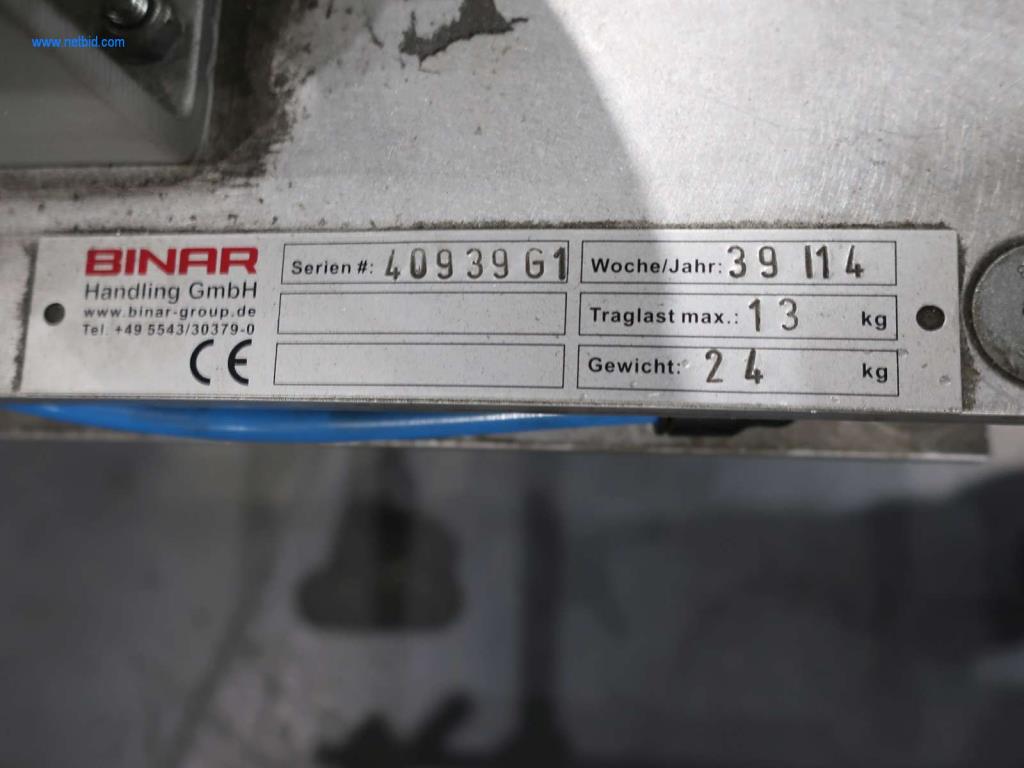 www.netbid.com
BINAR
Handling GmbH
www.binar-group.de
Tel. +49 5543/30379-0
CE
Serien #: 40939G1
Woche/Jahr: 39 I14
Traglast max.: 13 kg
Gewicht: 24 kg